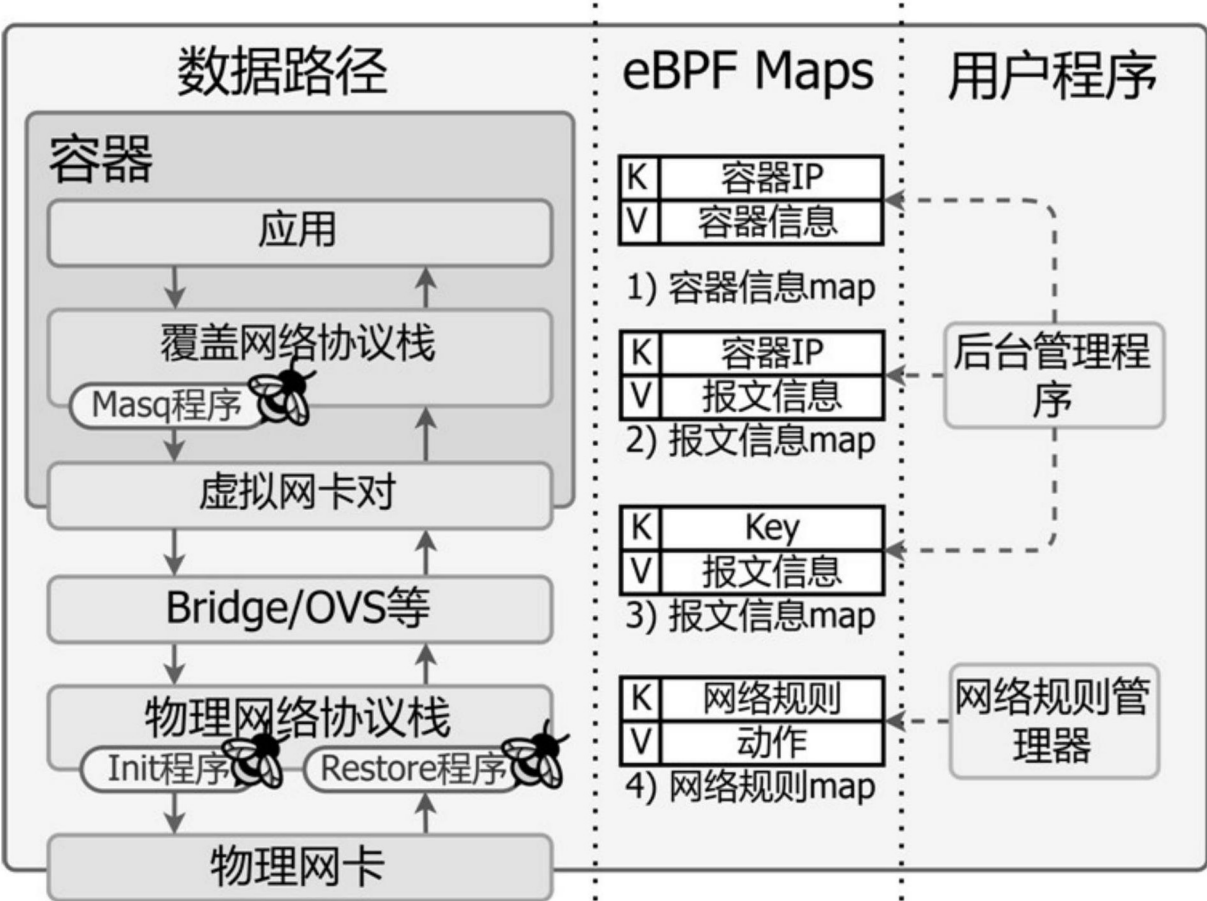 数据路径
eBPF Maps
用户程序
容器
应用
覆盖网络协议栈
Masq程序
虚拟网卡对
Bridge/OVS等
物理网络协议栈
Init程序
Restore程序
物理网卡
K 容器IP
V 容器信息
1) 容器信息map
K 容器IP
V 报文信息
2) 报文信息map
K Key
V 报文信息
3) 报文信息map
K 网络规则
V 动作
4) 网络规则map
后台管理程
序
网络规则管
理器